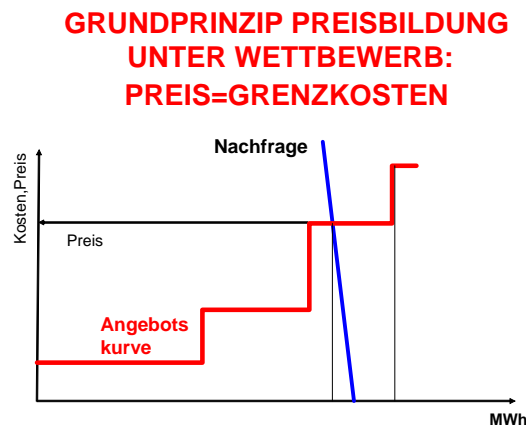 GRUNDPRINZIP PREISBILDUNG
UNTER WETTBEWERB:
PREIS=GRENZKOSTEN
Nachfrage
Kosten,Preis
Preis
Angebots
kurve
MWh